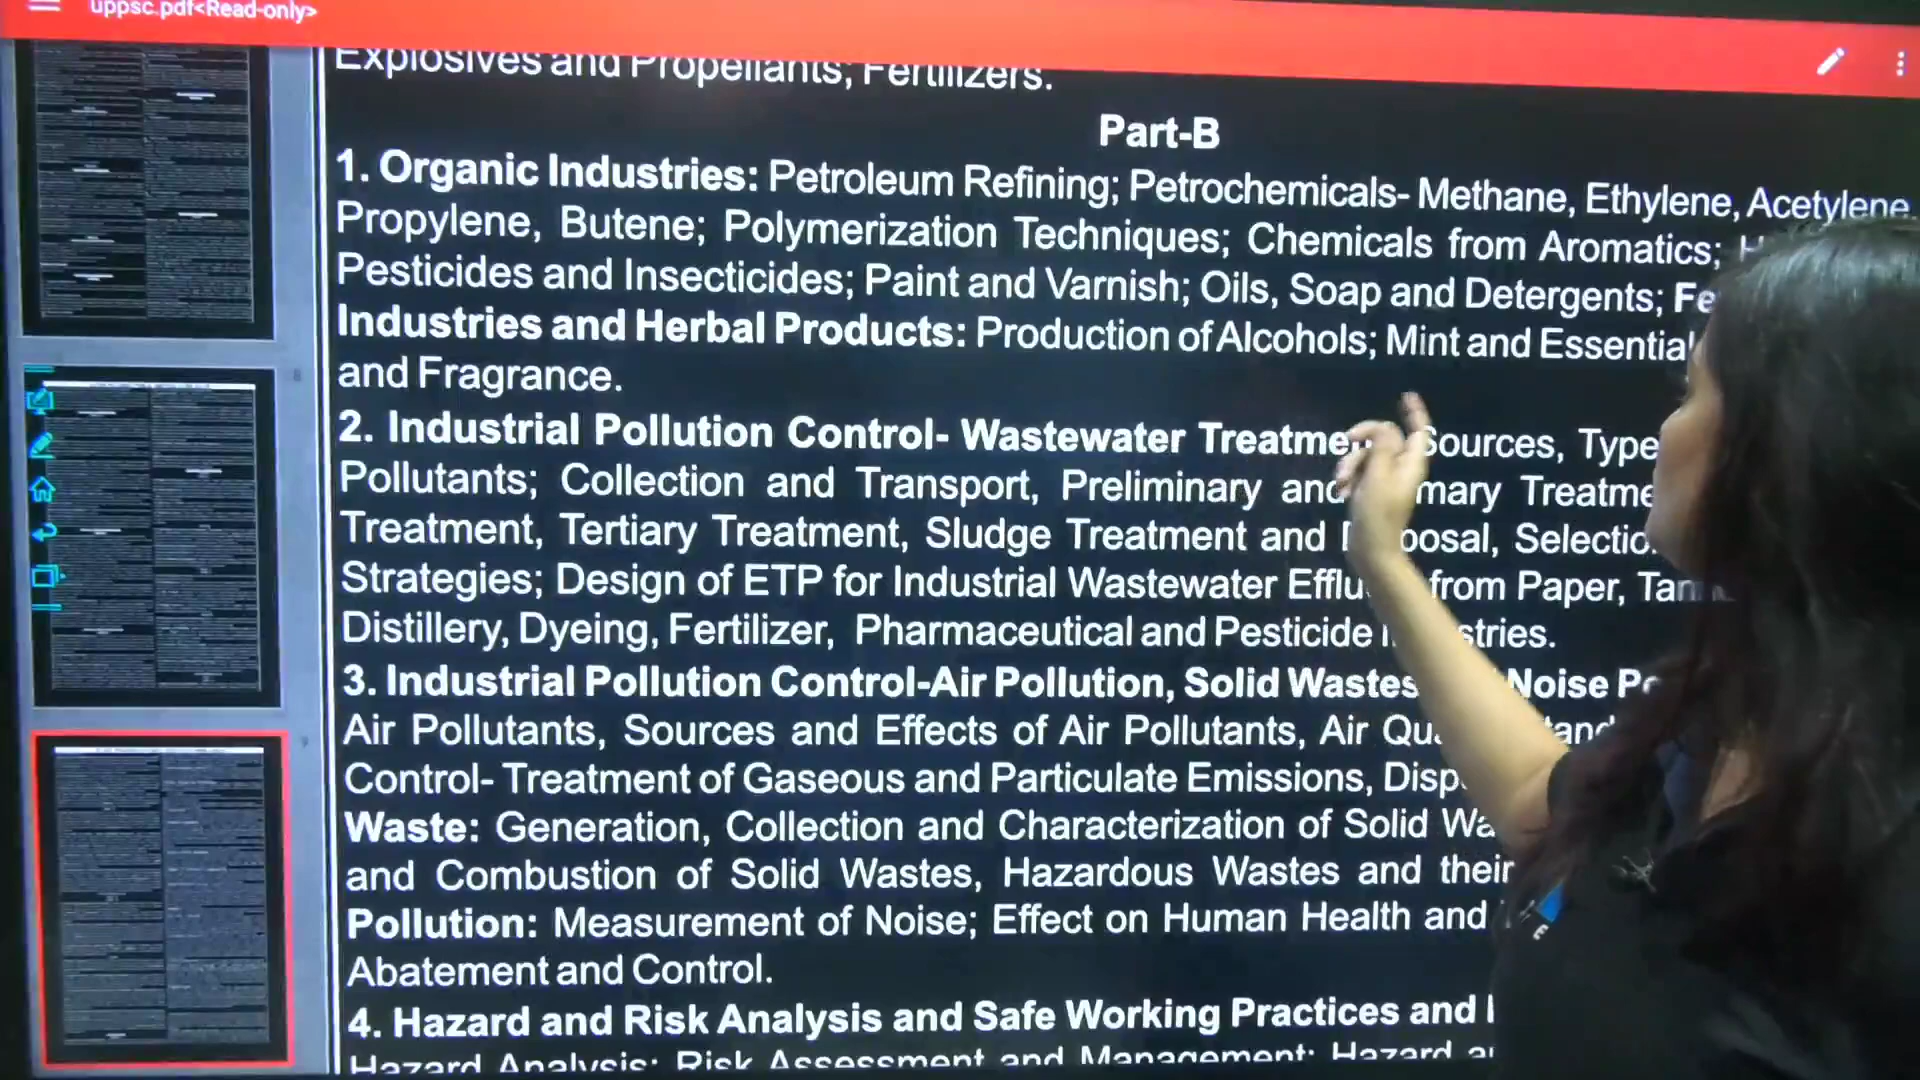 uppsc.pdf<Read-only>
Explosives and Propellants; Fertilizers.
Part-B
1. Organic Industries: Petroleum Refining; Petrochemicals- Methane, Ethylene, Acetylene,
Propylene, Butene; Polymerization Techniques; Chemicals from Aromatics;
Pesticides and Insecticides; Paint and Varnish; Oils, Soap and Detergents;
Industries and Herbal Products: Production of Alcohols; Mint and Essential
and Fragrance.
2. Industrial Pollution Control- Wastewater Sources,
Pollutants; Collection and Transport, Preliminary and
Treatment, Tertiary Treatment, Sludge Treatment and
Strategies; Design of ETP for Industrial Wastewater from Paper,
Distillery, Dyeing, Fertilizer, Pharmaceutical and Pesticide
3. Industrial Pollution Control-Air Pollution, Solid Wastes Noise
Air Pollutants, Sources and Effects of Air Pollutants, Air
Control- Treatment of Gaseous and Particulate Emissions,
Waste: Generation, Collection and Characterization of Solid
and Combustion of Solid Wastes, Hazardous Wastes and their
Pollution: Measurement of Noise; Effect on Human Health and
Abatement and Control.
4. Hazard and Risk Analysis and Safe Working Practices and
Hazard Analysis; Risk Assessment and Management; Hazard